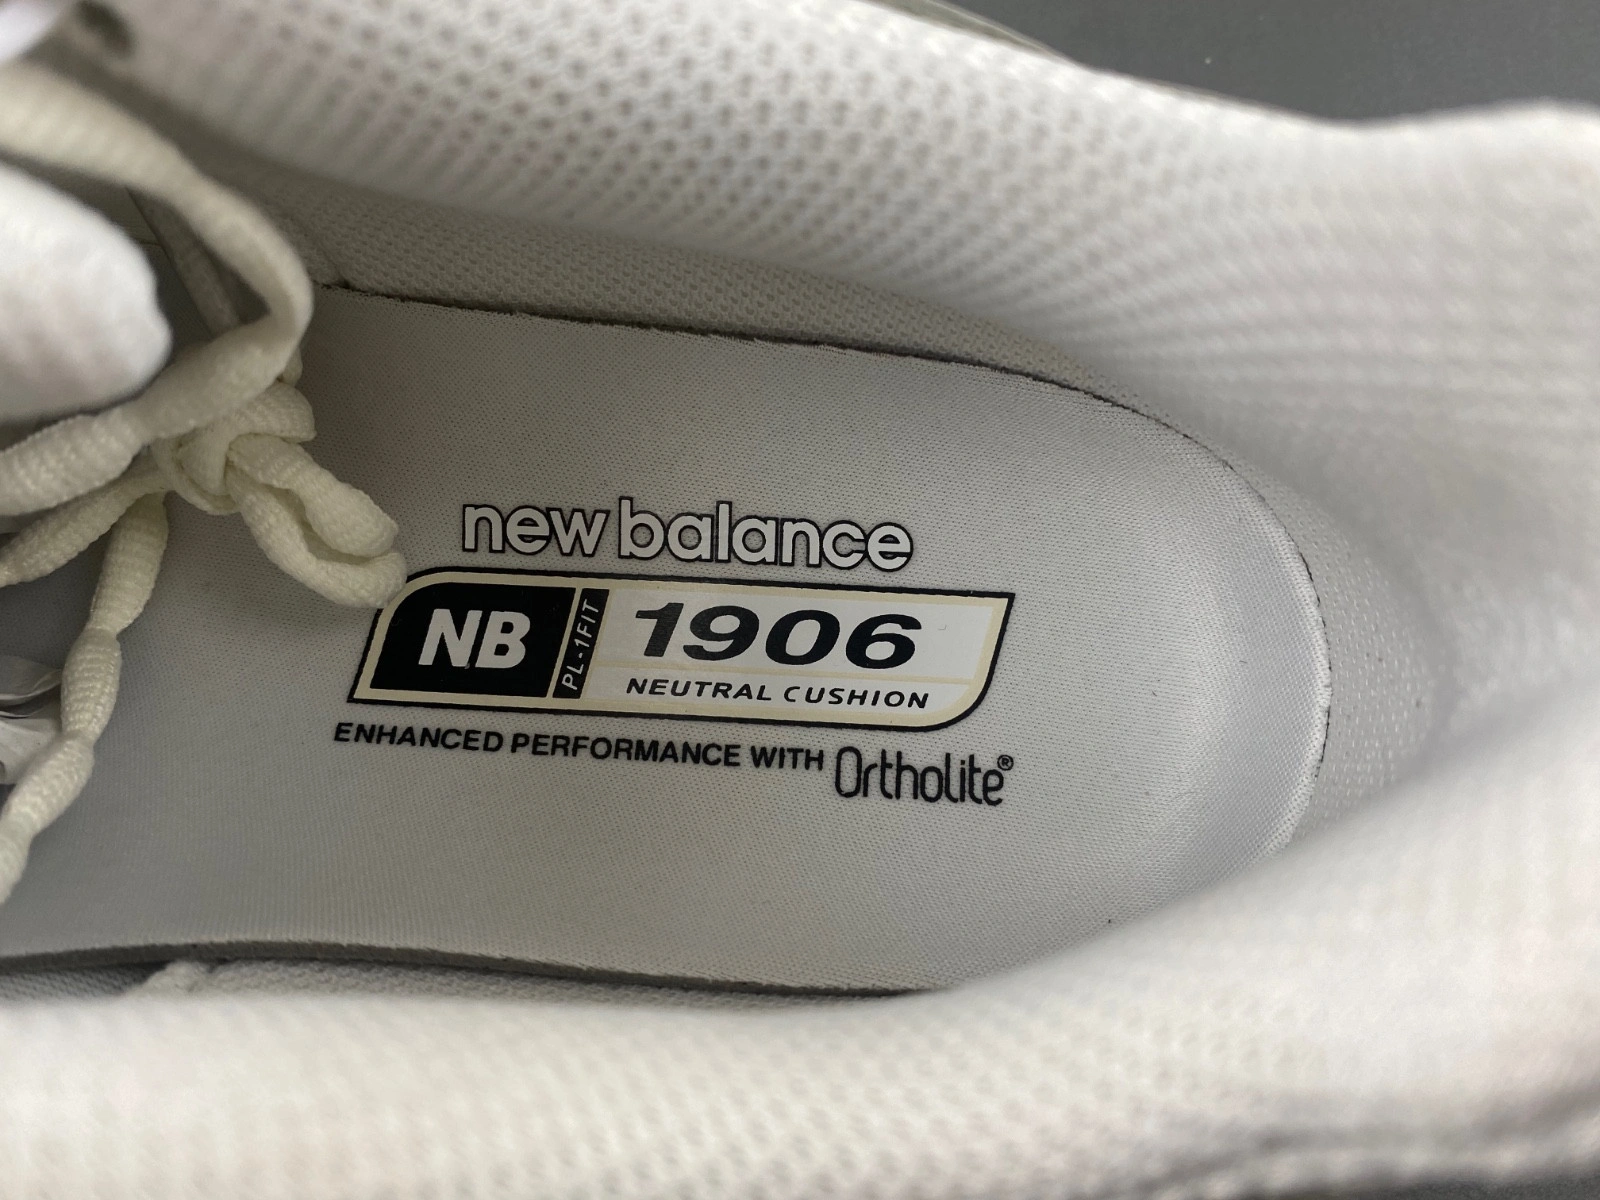 new balance
NB PL-1FIT 1906
NEUTRAL CUSHION
ENHANCED PERFORMANCE WITH Ortholite®